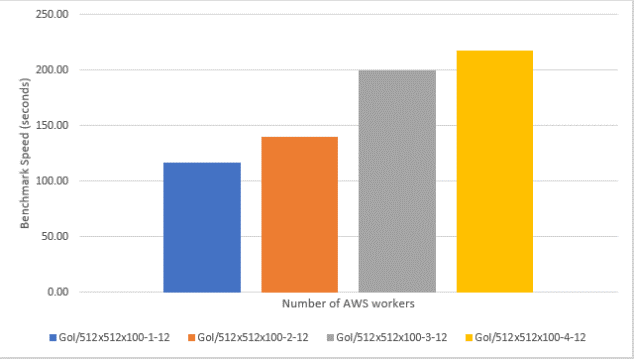 250.00
200.00
150.00
100.00
50.00
0.00
Benchmark Speed (seconds)
Number of AWS workers
Gol/512x512x100-1-12 Gol/512x512x100-2-12 Gol/512x512x100-3-12 Gol/512x512x100-4-12